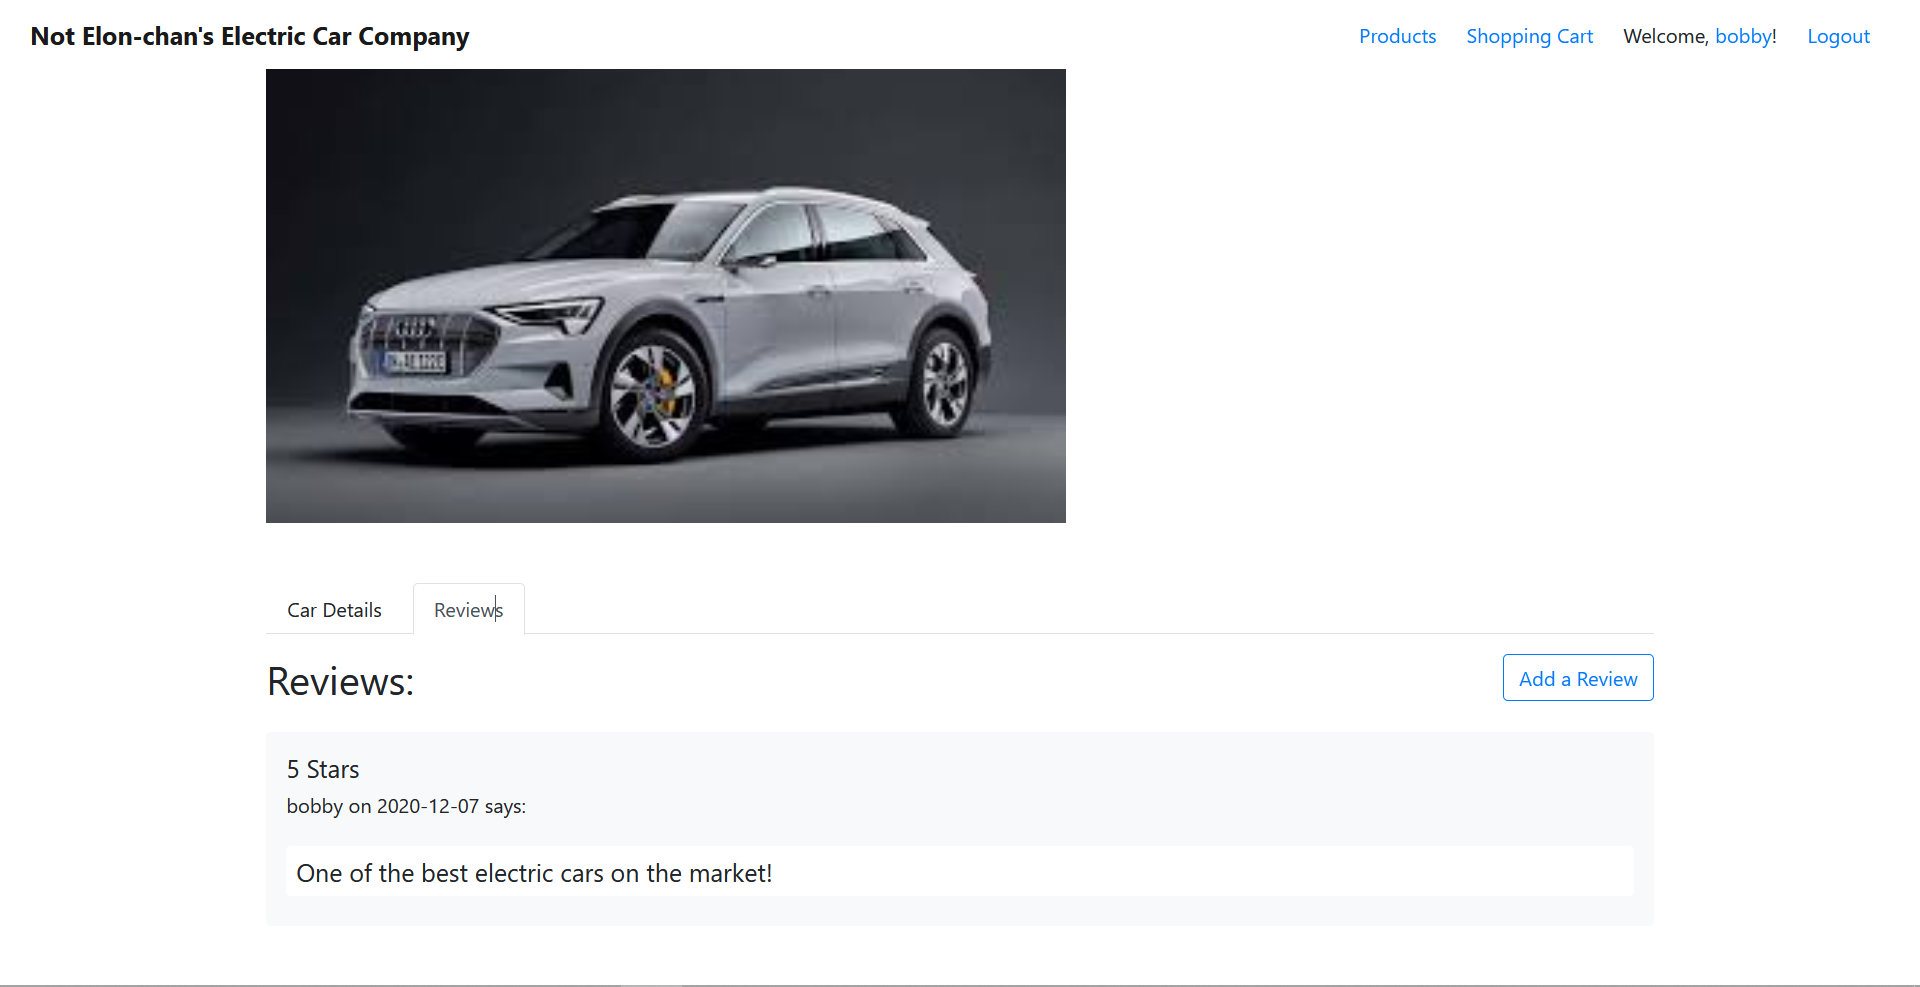 Not Elon-chan's Electric Car Company
Products Shopping Cart Welcome, bobby! Logout
Car Details Reviews
Reviews:
Add a Review
5 Stars
bobby on 2020-12-07 says:
One of the best electric cars on the market!